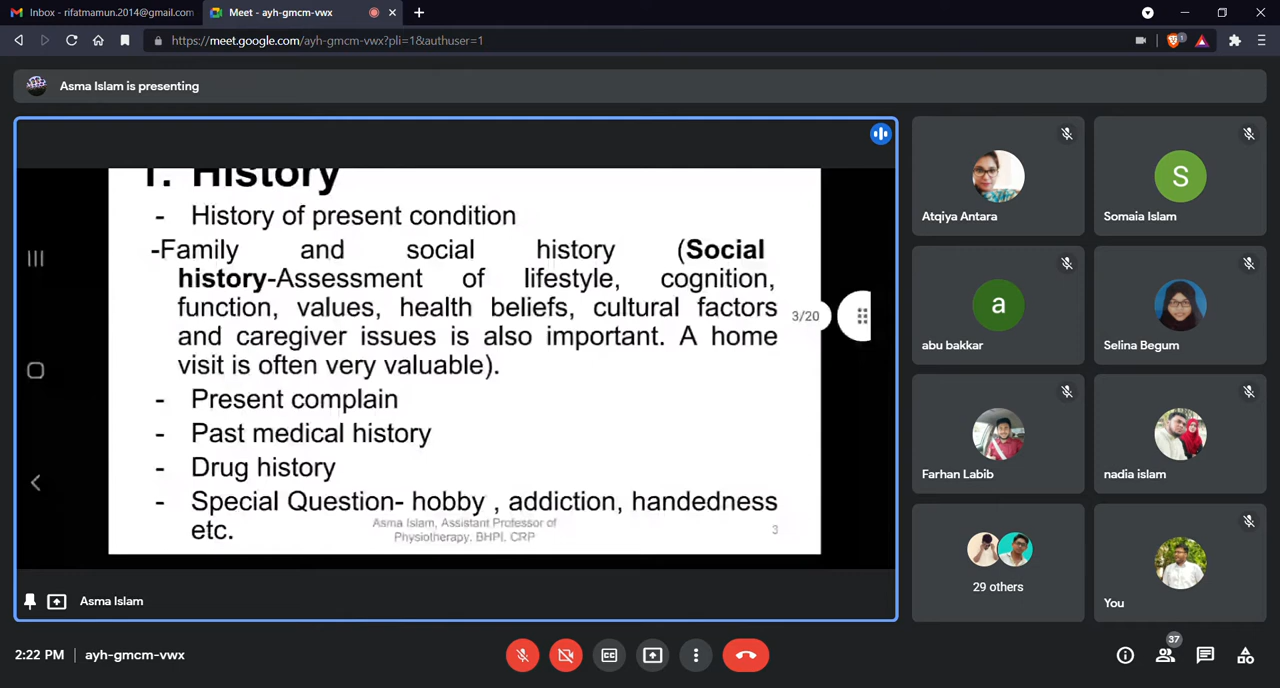 Inbox - rifatmamun.2014@gmail.com
Meet - ayh-gmcm-vwx
https://meet.google.com/ayh-gmcm-vwx?pli=1&authuser=1
1
Asma Islam is presenting
1. History
- History of present condition
-Family and social history (Social
history-Assessment of lifestyle, cognition,
function, values, health beliefs, cultural factors
and caregiver issues is also important. A home
visit is often very valuable).
- Present complain
- Past medical history
- Drug history
- Special Question- hobby , addiction, handedness
etc.
Asma Islam, Assistant Professor of
Physiotherapy, BHPI, CRP
3
3/20
Asma Islam
Atqiya Antara
S
Somaia Islam
a
abu bakkar
Selina Begum
Farhan Labib
nadia islam
29 others
You
2:22 PM | ayh-gmcm-vwx
CC
37